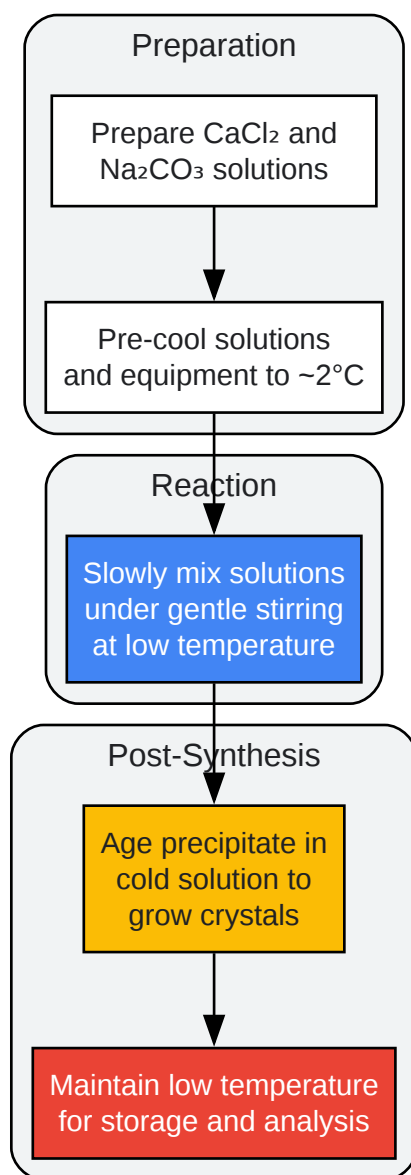 Preparation
Prepare CaCl₂ and
Na₂CO₃ solutions
Pre-cool solutions
and equipment to ~2°C
Reaction
Slowly mix solutions
under gentle stirring
at low temperature
Post-Synthesis
Age precipitate in
cold solution to
grow crystals
Maintain low temperature
for storage and analysis